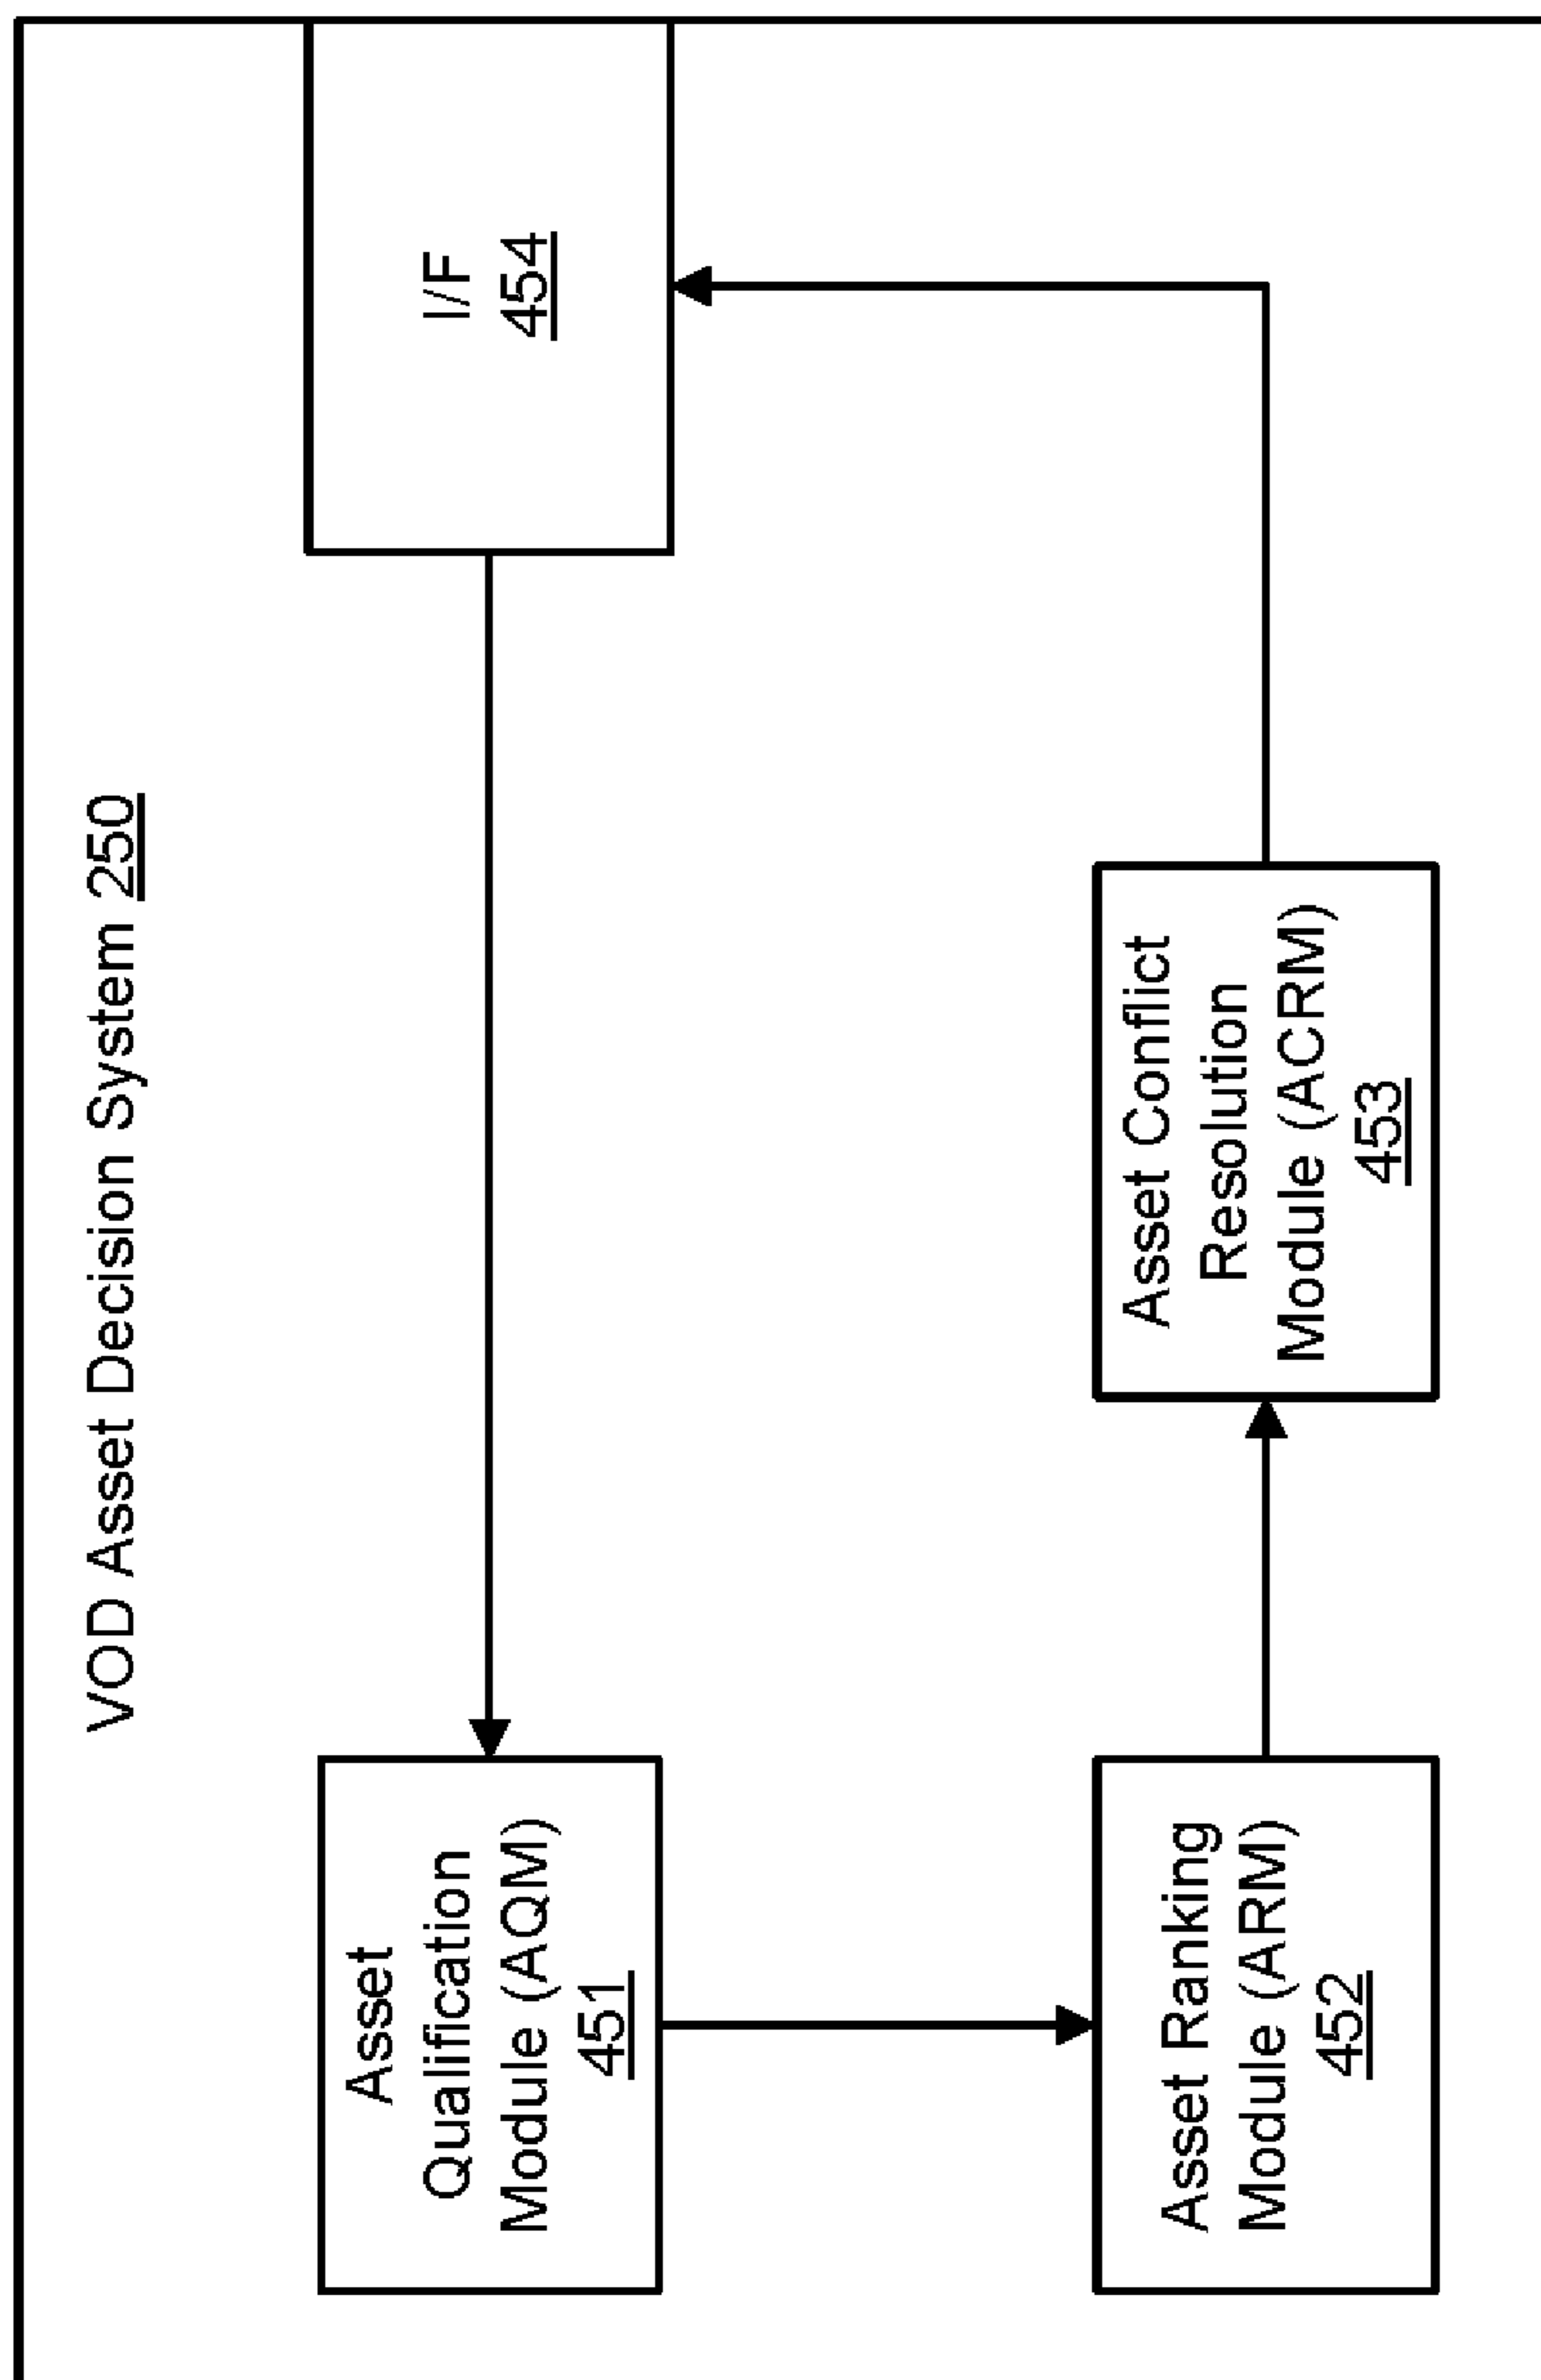 VOD Asset Decision System 250
Asset
Qualification
Module (AQM)
451
I/F
454
Asset Ranking
Module (ARM)
452
Asset Conflict
Resolution
Module (ACRM)
453